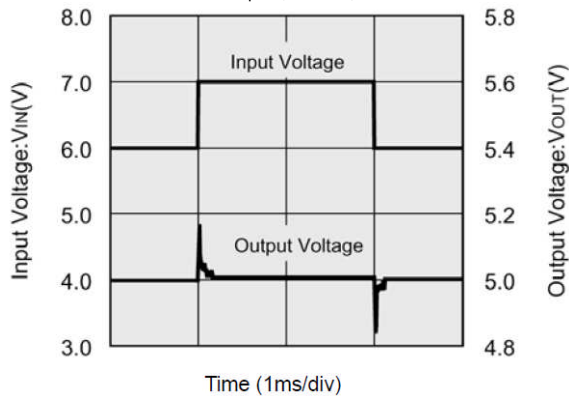 8.0
7.0
6.0
5.0
4.0
3.0
Input Voltage:VIN(V)
Input Voltage
Output Voltage
5.8
5.6
5.4
5.2
5.0
4.8
Output Voltage:VOUT(V)
Time (1ms/div)